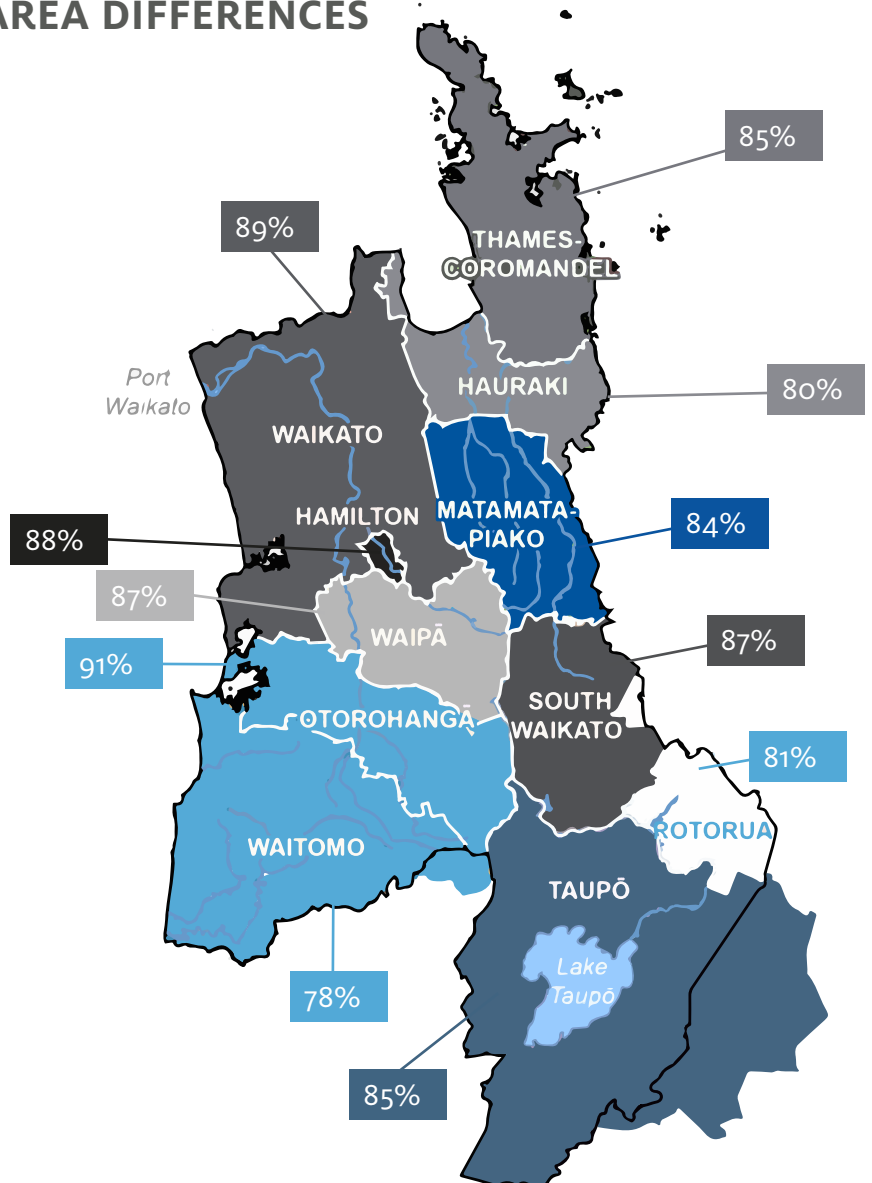 AREA DIFFERENCES
85%
89%
THAMES-
COROMANDEL
Port
Waikato
HAURAKI
80%
WAIKATO
HAMILTON
MATAMATA-
PIAKO
84%
88%
87%
WAIPĀ
91%
87%
SOUTH
WAIKATO
OTOROHANGĀ
81%
ROTORUA
WAITOMO
TAUPŌ
Lake
Taupō
78%
85%